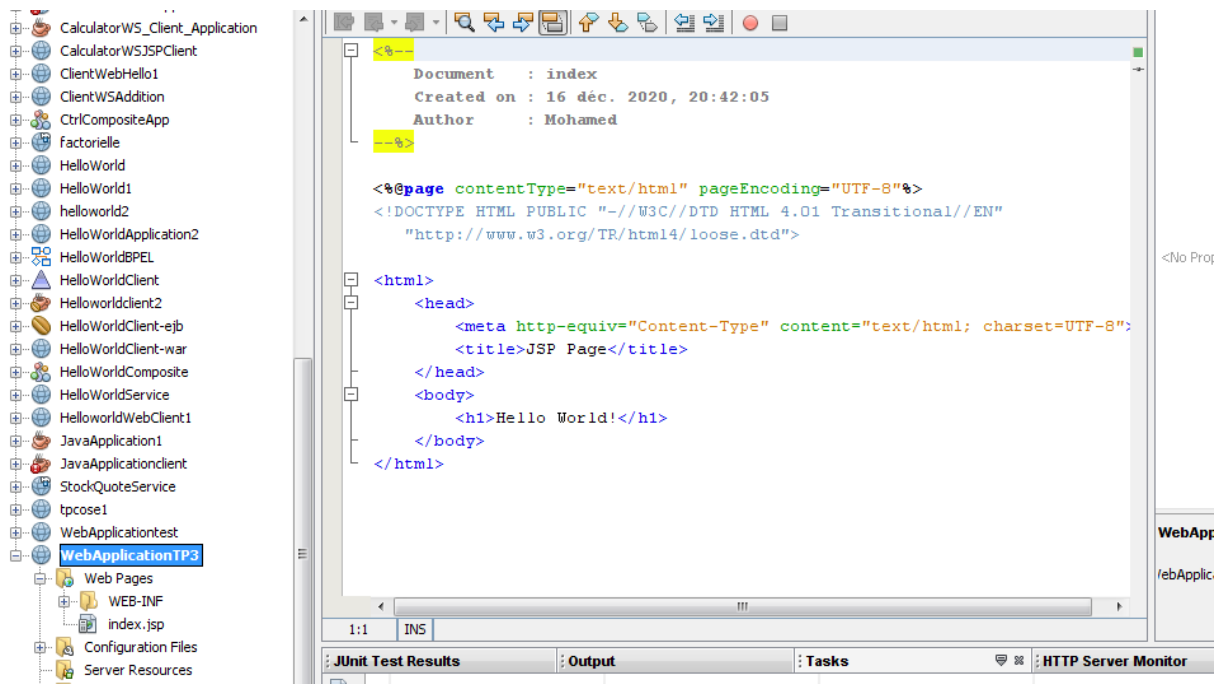 CalculatorWS_Client_Application
CalculatorWSJSPClient
ClientWebHello1
ClientWSAddition
CtrlCompositeApp
factorielle
HelloWorld
HelloWorld1
helloworld2
HelloWorldApplication2
HelloWorldBPEL
HelloWorldClient
Helloworldclient2
HelloWorldClient-ejb
HelloWorldClient-war
HelloWorldComposite
HelloWorldService
HelloworldWebClient1
JavaApplication1
JavaApplicationclient
StockQuoteService
tpcose1
WebApplicationtest
WebApplicationTP3
Web Pages
WEB-INF
index.jsp
Configuration Files
Server Resources
<%--
Document : index
Created on : 16 déc. 2020, 20:42:05
Author : Mohamed
--%>
<%@page contentType="text/html" pageEncoding="UTF-8"%>
<!DOCTYPE HTML PUBLIC "-//W3C//DTD HTML 4.01 Transitional//EN"
"http://www.w3.org/TR/html4/loose.dtd">
<html>
<head>
<meta http-equiv="Content-Type" content="text/html; charset=UTF-8">
<title>JSP Page</title>
</head>
<body>
<h1>Hello World!</h1>
</body>
</html>
1:1 INS
JUnit Test Results Output Tasks HTTP Server Monitor
<No Prop
WebApp
/ebApplic